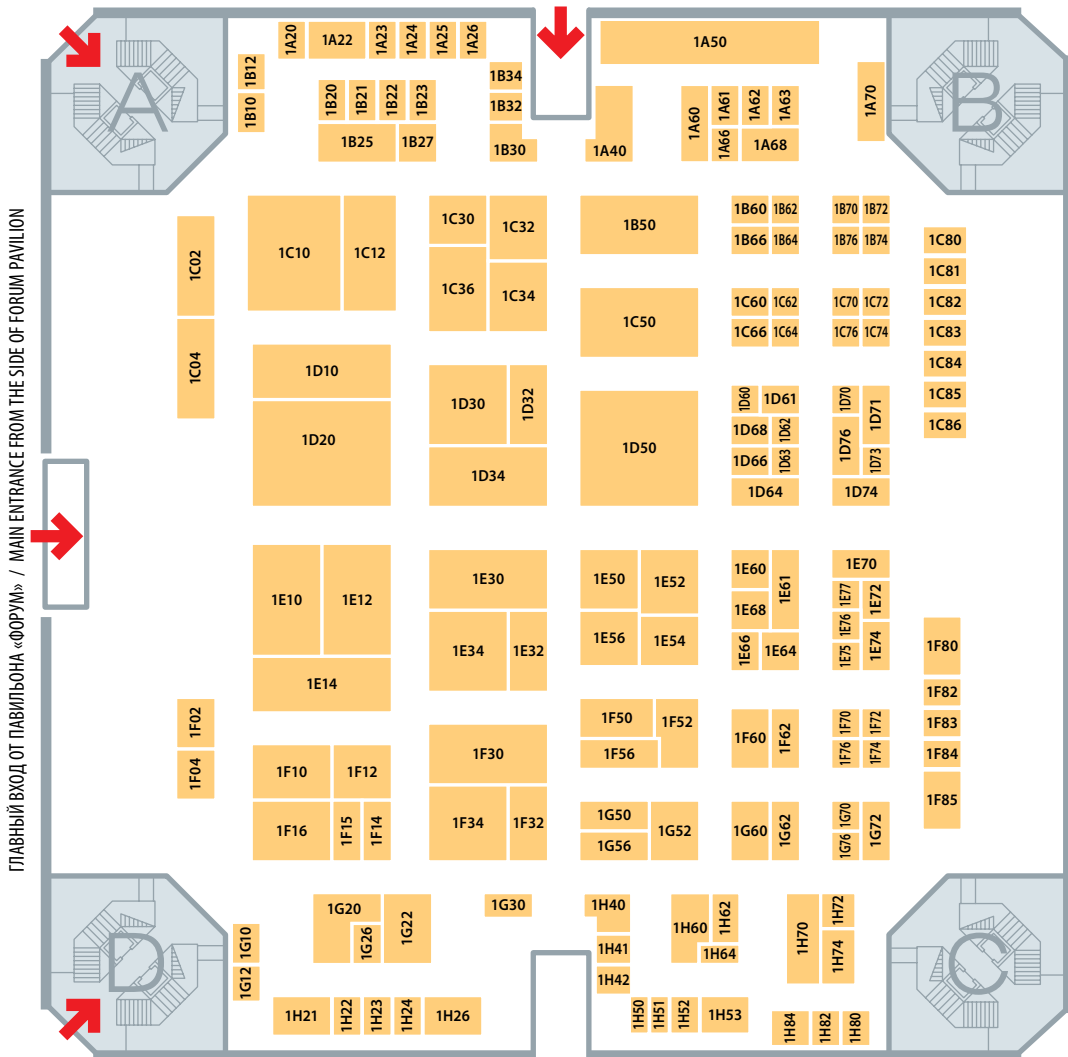 1A20
1A22
1A23
1A24
1A25
1A26
1A50
1B12
1B10
1B34
1B32
1B30
1B20
1B21
1B22
1B23
1B25
1B27
1A40
1A60
1A61
1A62
1A63
1A66
1A68
1A70
A
B
ГЛАВНЫЙ ВХОД ОТ ПАВИЛЬОНА «ФОРУМ» / MAIN ENTRANCE FROM THE SIDE OF FORUM PAVILION
1C02
1C04
1C10
1C12
1C30
1C32
1C36
1C34
1B50
1B60
1B62
1B66
1B64
1B70
1B72
1B76
1B74
1C80
1C81
1C82
1C83
1C84
1C85
1C86
1C50
1C60
1C62
1C66
1C64
1C70
1C72
1C76
1C74
1D10
1D20
1D30
1D32
1D34
1D50
1D60
1D61
1D68
1D62
1D66
1D63
1D64
1D70
1D71
1D76
1D73
1D74
1E10
1E12
1E14
1E30
1E34
1E32
1E50
1E52
1E56
1E54
1E60
1E61
1E68
1E66
1E64
1E70
1E77
1E72
1E76
1E74
1E75
1F80
1F82
1F83
1F84
1F85
1F02
1F04
1F10
1F12
1F16
1F15
1F14
1F30
1F34
1F32
1F50
1F52
1F56
1F60
1F62
1F70
1F72
1F76
1F74
1G50
1G52
1G56
1G60
1G62
1G70
1G72
1G76
D
C
1G10
1G12
1G20
1G26
1G22
1G30
1H40
1H41
1H42
1H60
1H62
1H64
1H70
1H72
1H74
1H21
1H22
1H23
1H24
1H26
1H50
1H51
1H52
1H53
1H84
1H82
1H80